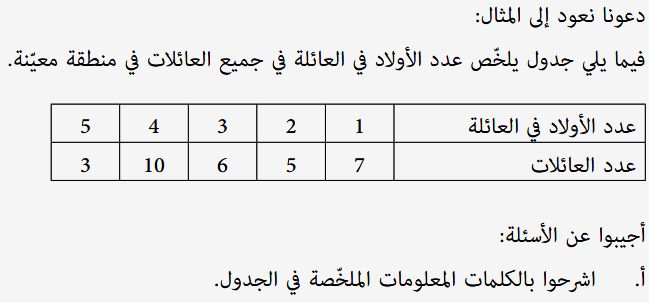 دعونا نعود إلى المثال:
فيما يلي جدول يلخّص عدد الأولاد في العائلة في جميع العائلات في منطقة معيّنة.
عدد الأولاد في العائلة 1 2 3 4 5
عدد العائلات 7 5 6 10 3
أجيبوا عن الأسئلة:
أ. اشرحوا بالكلمات المعلومات الملخّصة في الجدول.